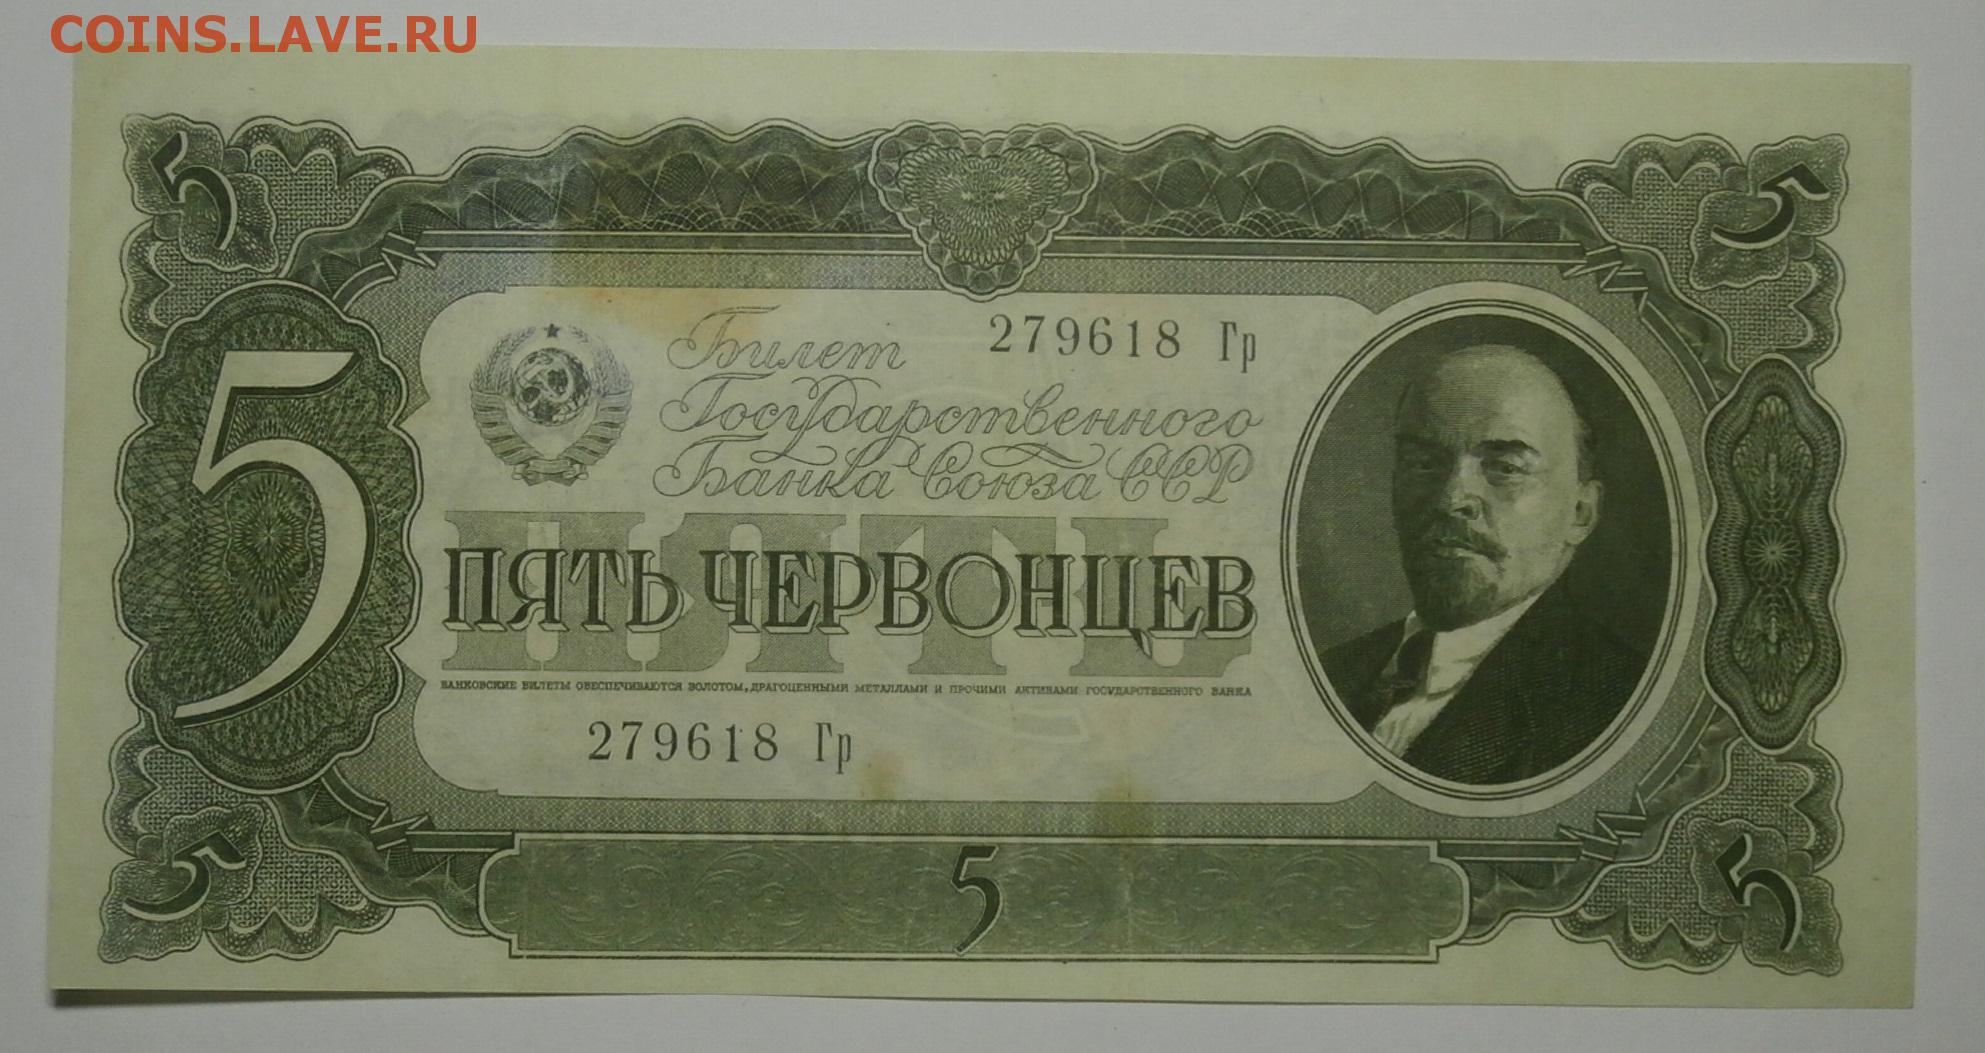 COINS.LAVE.RU
5 5
Билет 279618 Гр
Государственного
Банка Союза ССР
5
ПЯТЬ
ПЯТЬ ЧЕРВОНЦЕВ
БАНКОВСКИЕ БИЛЕТЫ ОБЕСПЕЧИВАЮТСЯ ЗОЛОТОМ, ДРАГОЦЕННЫМИ МЕТАЛЛАМИ И ПРОЧИМИ АКТИВАМИ ГОСУДАРСТВЕННОГО БАНКА
279618 Гр
5 5 5